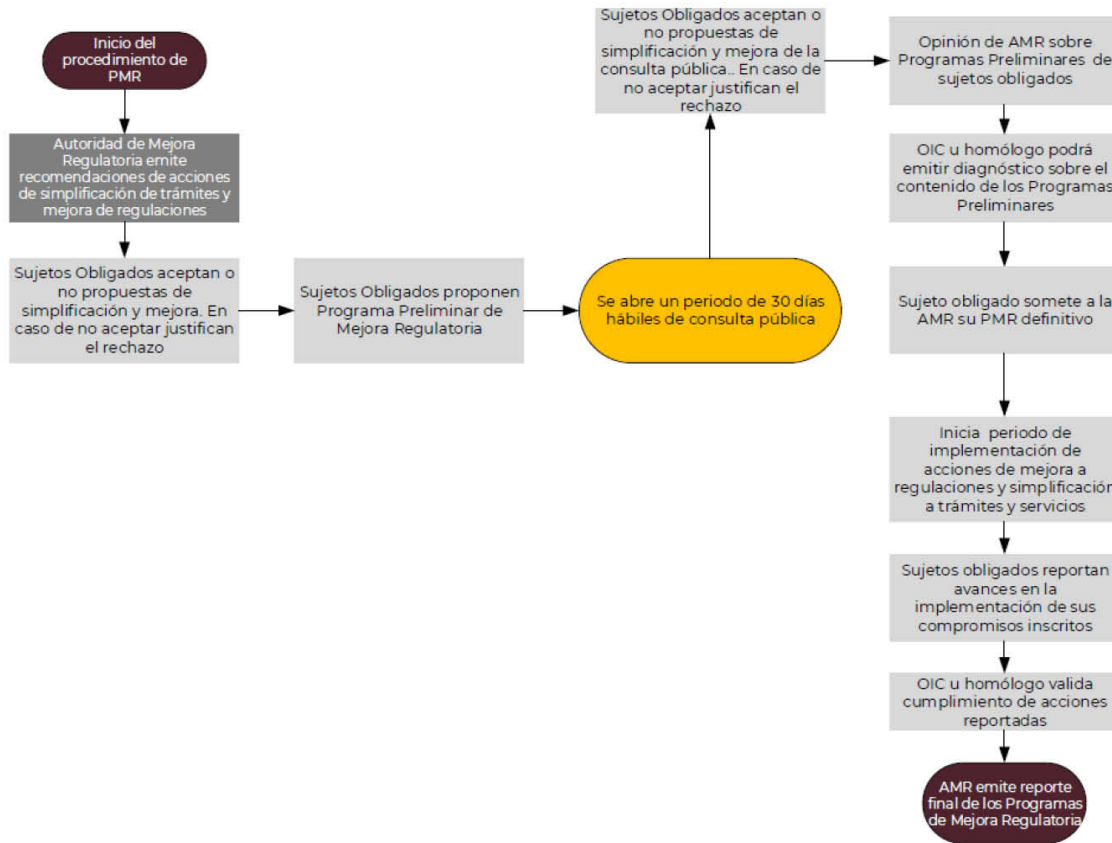 Inicio del
procedimiento de
PMR
Autoridad de Mejora
Regulatoria emite
recomendaciones de acciones
de simplificación de trámites y
mejora de regulaciones
Sujetos Obligados aceptan o
no propuestas de
simplificación y mejora. En
caso de no aceptar justifican
el rechazo
Sujetos Obligados proponen
Programa Preliminar de
Mejora Regulatoria
Se abre un periodo de 30 días
hábiles de consulta pública
Sujetos Obligados aceptan o
no propuestas de
simplificación y mejora de la
consulta pública.. En caso de
no aceptar justifican el
rechazo
Opinión de AMR sobre
Programas Preliminares de
sujetos obligados
OIC u homólogo podrá
emitir diagnóstico sobre el
contenido de los Programas
Preliminares
Sujeto obligado somete a la
AMR su PMR definitivo
Inicia periodo de
implementación de
acciones de mejora a
regulaciones y simplificación
a trámites y servicios
Sujetos obligados reportan
avances en la
implementación de sus
compromisos inscritos
OIC u homólogo valida
cumplimiento de acciones
reportadas
AMR emite reporte
final de los Programas
de Mejora Regulatoria